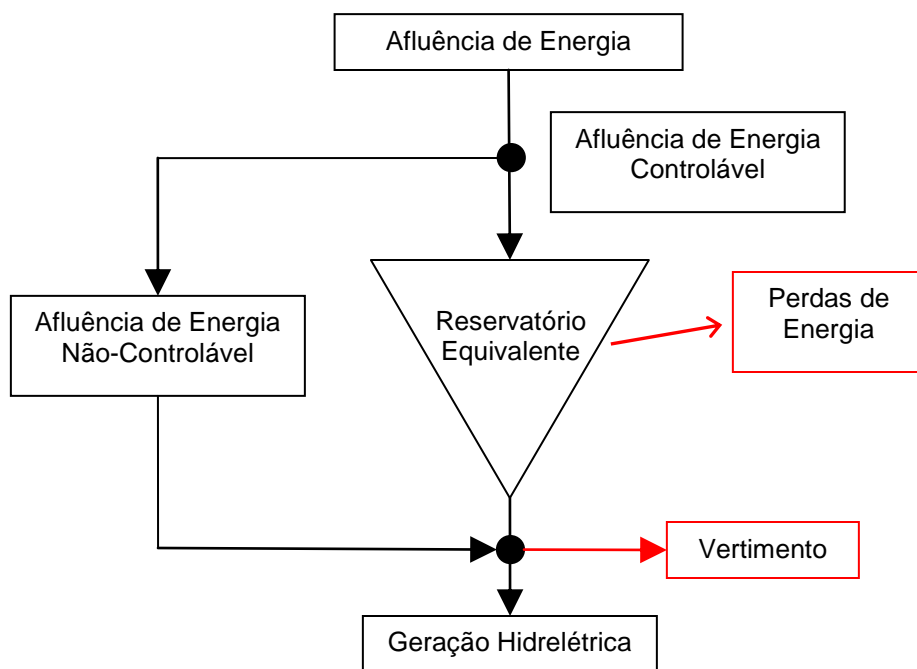 Afluência de Energia
Afluência de Energia
Controlável
Afluência de Energia
Não-Controlável
Reservatório
Equivalente
Perdas de
Energia
Vertimento
Geração Hidrelétrica